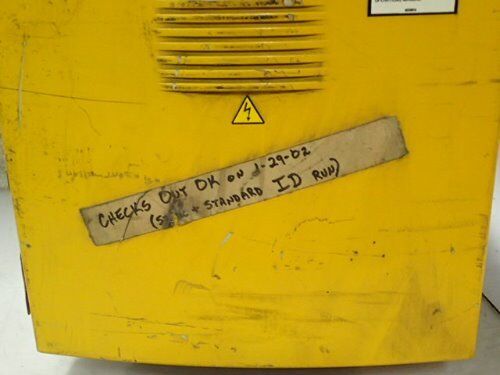 CHECKS OUT OK ON 1-29-02
( + STANDARD ID RUN)